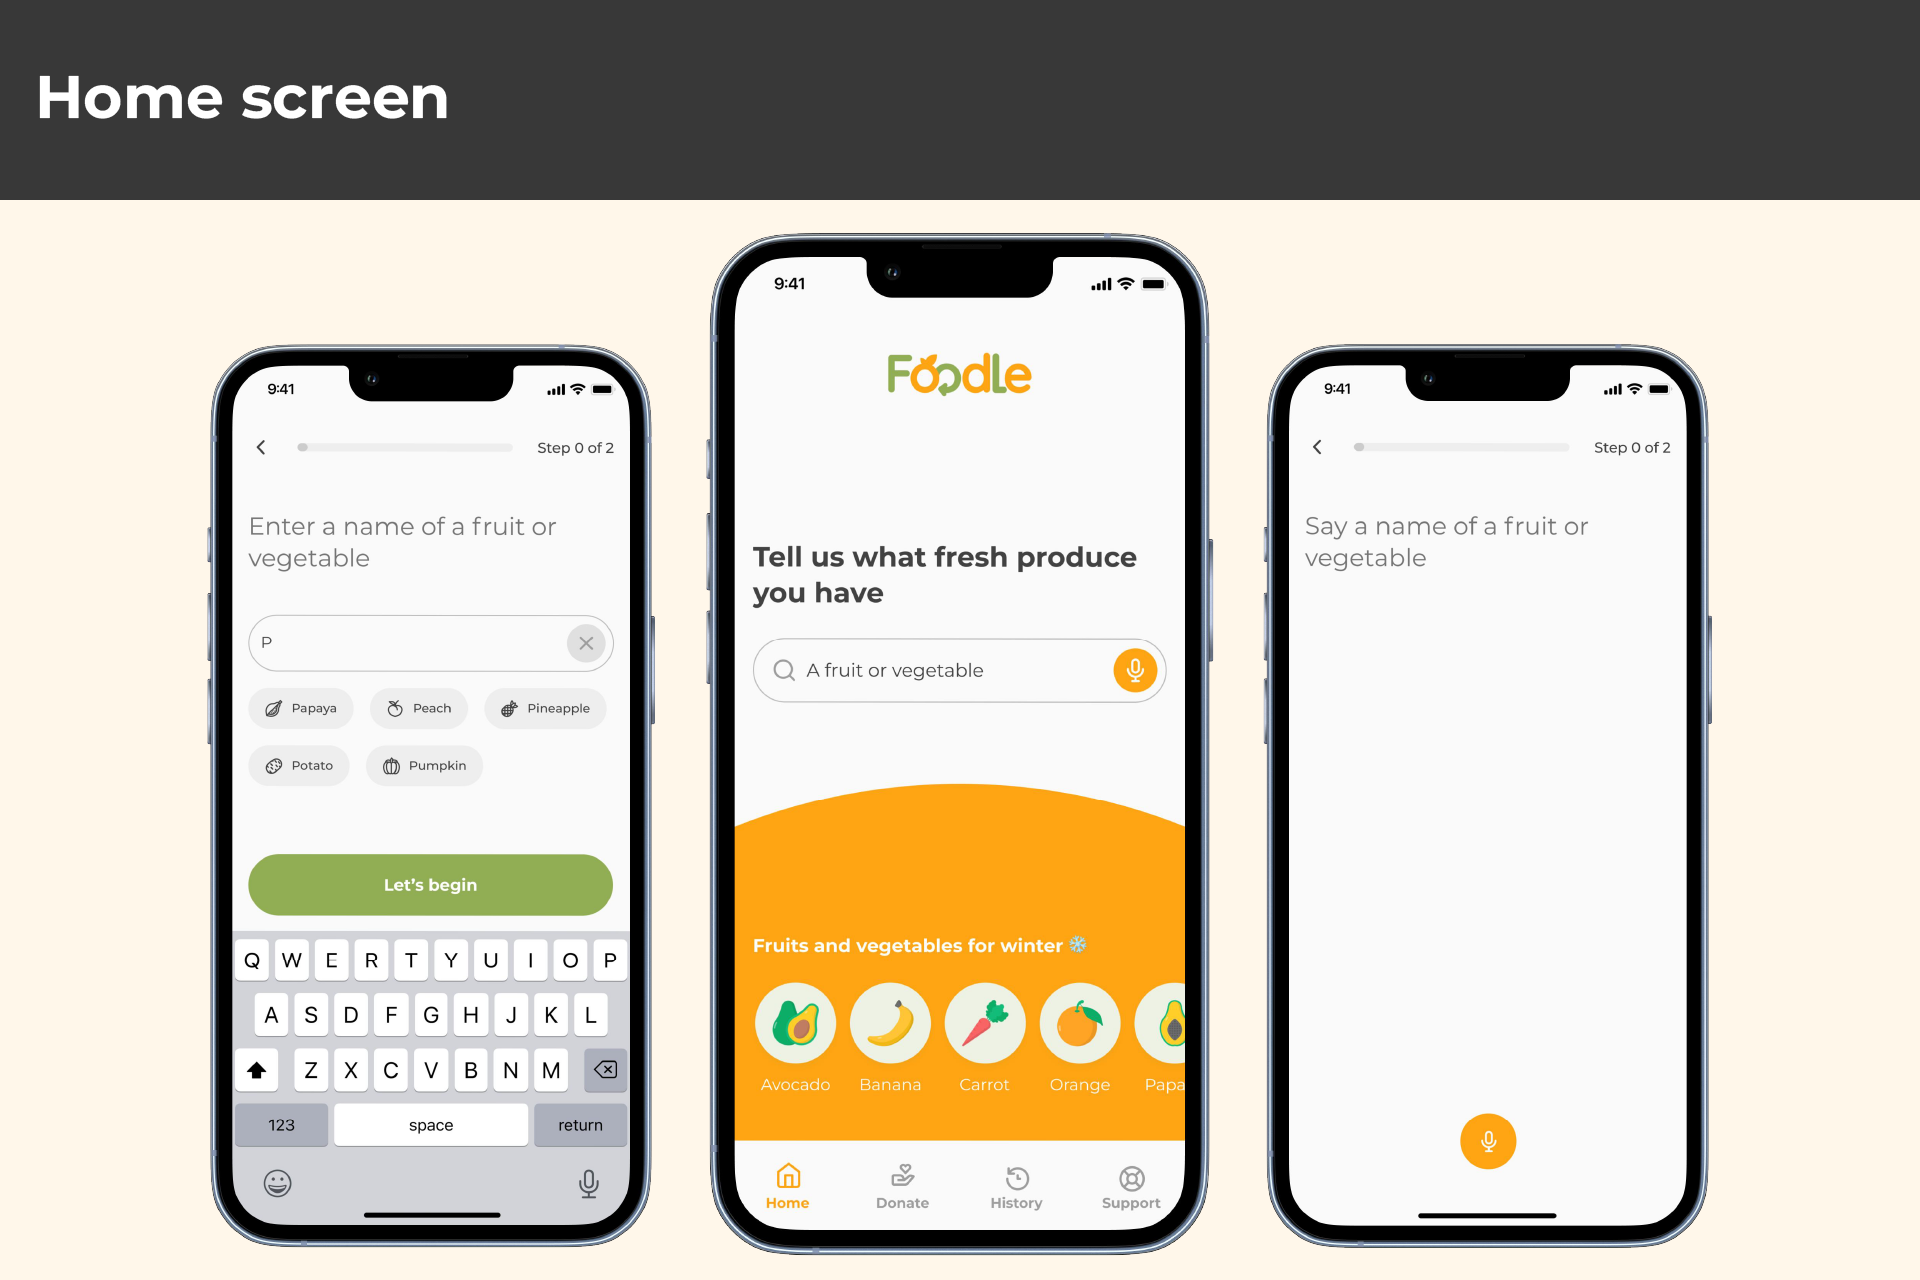 Home screen
9:41
Step 0 of 2
Enter a name of a fruit or
vegetable
P
Papaya
Peach
Pineapple
Potato
Pumpkin
Let's begin
Q W E R T Y U I O P
A S D F G H J K L
Z X C V B N M
123 space return
9:41
Foodle
Tell us what fresh produce
you have
A fruit or vegetable
Fruits and vegetables for winter
Avocado Banana Carrot Orange Papa
Home Donate History Support
9:41
Step 0 of 2
Say a name of a fruit or
vegetable